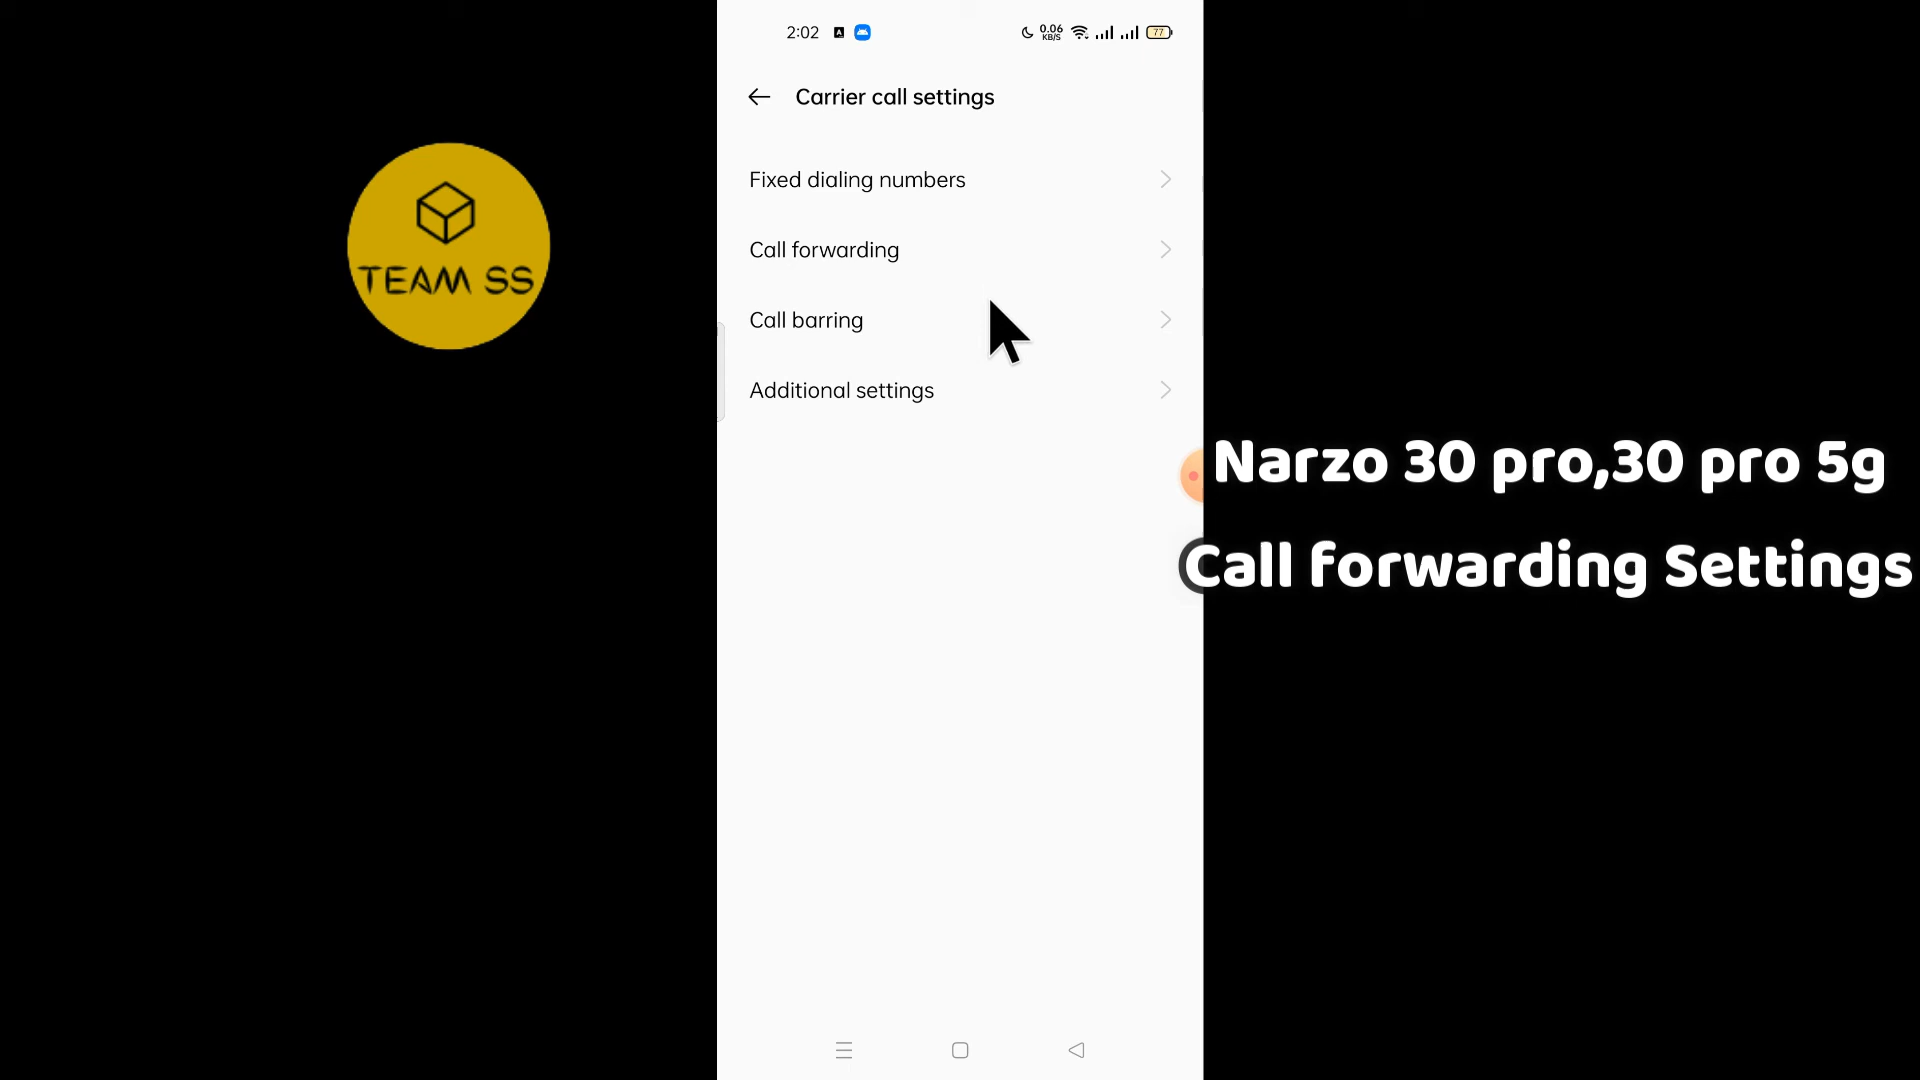 2:02
0.06
KB/S
77
Carrier call settings
Fixed dialing numbers
Call forwarding
Call barring
Additional settings
TEAM SS
Narzo 30 pro,30 pro 5g
Call forwarding Settings